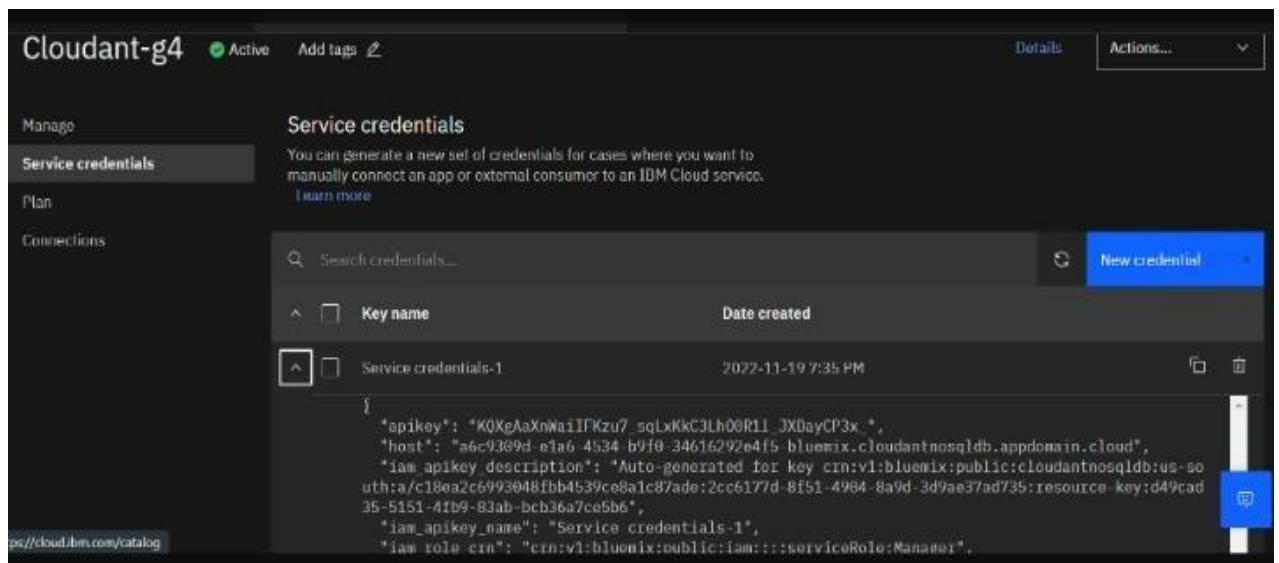 Cloudant-g4 Active Add tags Details Actions...
Manage
Service credentials
Plan
Connections
Service credentials
You can generate a new set of credentials for cases where you want to
manually connect an app or external consumer to an IBM Cloud service.
Learn more
Search credentials... New credential
Key name Date created
Service credentials-1 2022-11-19 7:35 PM
{
"apikey":
"host": "a6c9309d-e1a6-4534-b9f0-34616292e4f5-bluemix.cloudantnosqldb.appdomain.cloud",
"iam_apikey_description": "Auto-generated for key crn:v1:bluemix:public:cloudantnosqldb:us-so
uth:a/c18ea2c6993048fbb4539ce8a1c87ade:2cc6177d-8f51-4984-8a9d-3d9ae37ad735:resource-key:d49cad
35-5151-4fb9-83ab-bcb36a7ce5b6",
"iam_apikey_name": "Service credentials-1",
"iam_role_crn": "crn:v1:bluemix:public:iam::::serviceRole:Manager",
ps://cloud.ibm.com/catalog